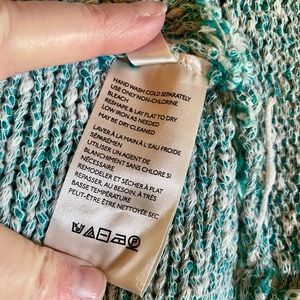 HAND WASH COLD SEPARATELY
USE ONLY NON-CHLORINE
BLEACH
RESHAPE & LAY FLAT TO DRY
LOW IRON AS NEEDED
MAY BE DRY CLEANED
LAVER À LA MAIN À L'EAU FROIDE
SÉPARÉMEN
UTILISER UN AGENT DE
BLANCHIMENT SANS CHLORE SI
NÉCESSAIRE
REMODELER ET SÉCHER À PLAT
REPASSER, AU BESOIN, À TRÈS
BASSE TEMPÉRATURE
PEUT-ÊTRE ÊTRE NETTOYÉE SEC